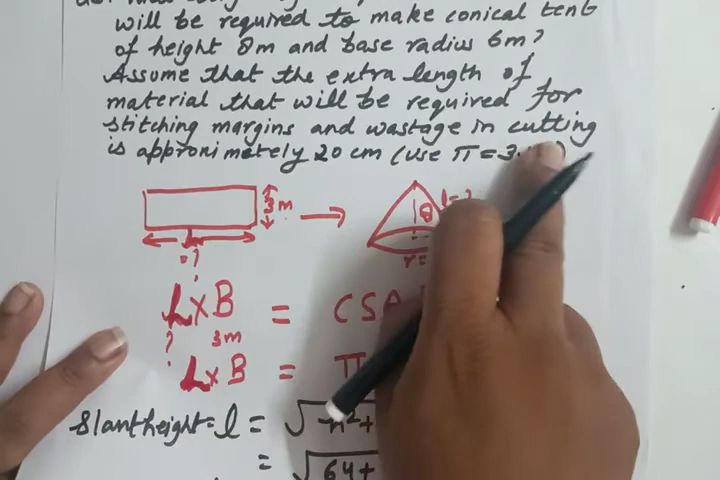 will be required to make conical tent
of height 8m and base radius 6m?
Assume that the extra length of
material that will be required for
stitching margins and wastage in cutting
is approximately 20 cm (use π = 3.
3 m
L = ?
8
l = ?
r =
L × B = CSA
? 3m
L × B = π
Slant height = l = √
= √64+